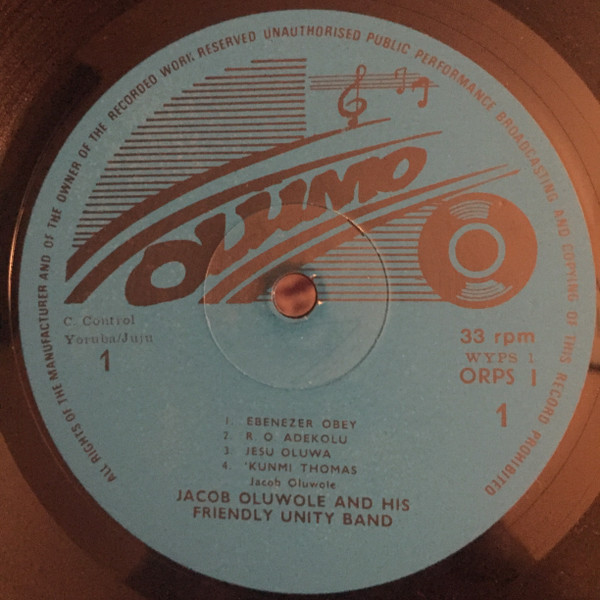 ALL RIGHTS OF THE MANUFACTURER AND OF THE OWNER OF THE RECORDED WORK RESERVED UNAUTHORISED PUBLIC PERFORMANCE BROADCASTING AND COPYING OF THIS RECORD PROHIBITED
OLUMO
C. Control
Yoruba/Juju
1
33 rpm
WYPS 1
ORPS 1
1
1. EBENEZER OBEY
2. R. O. ADEKOLU
3. JESU OLUWA
4. 'KUNMI THOMAS
Jacob Oluwole
JACOB OLUWOLE AND HIS
FRIENDLY UNITY BAND